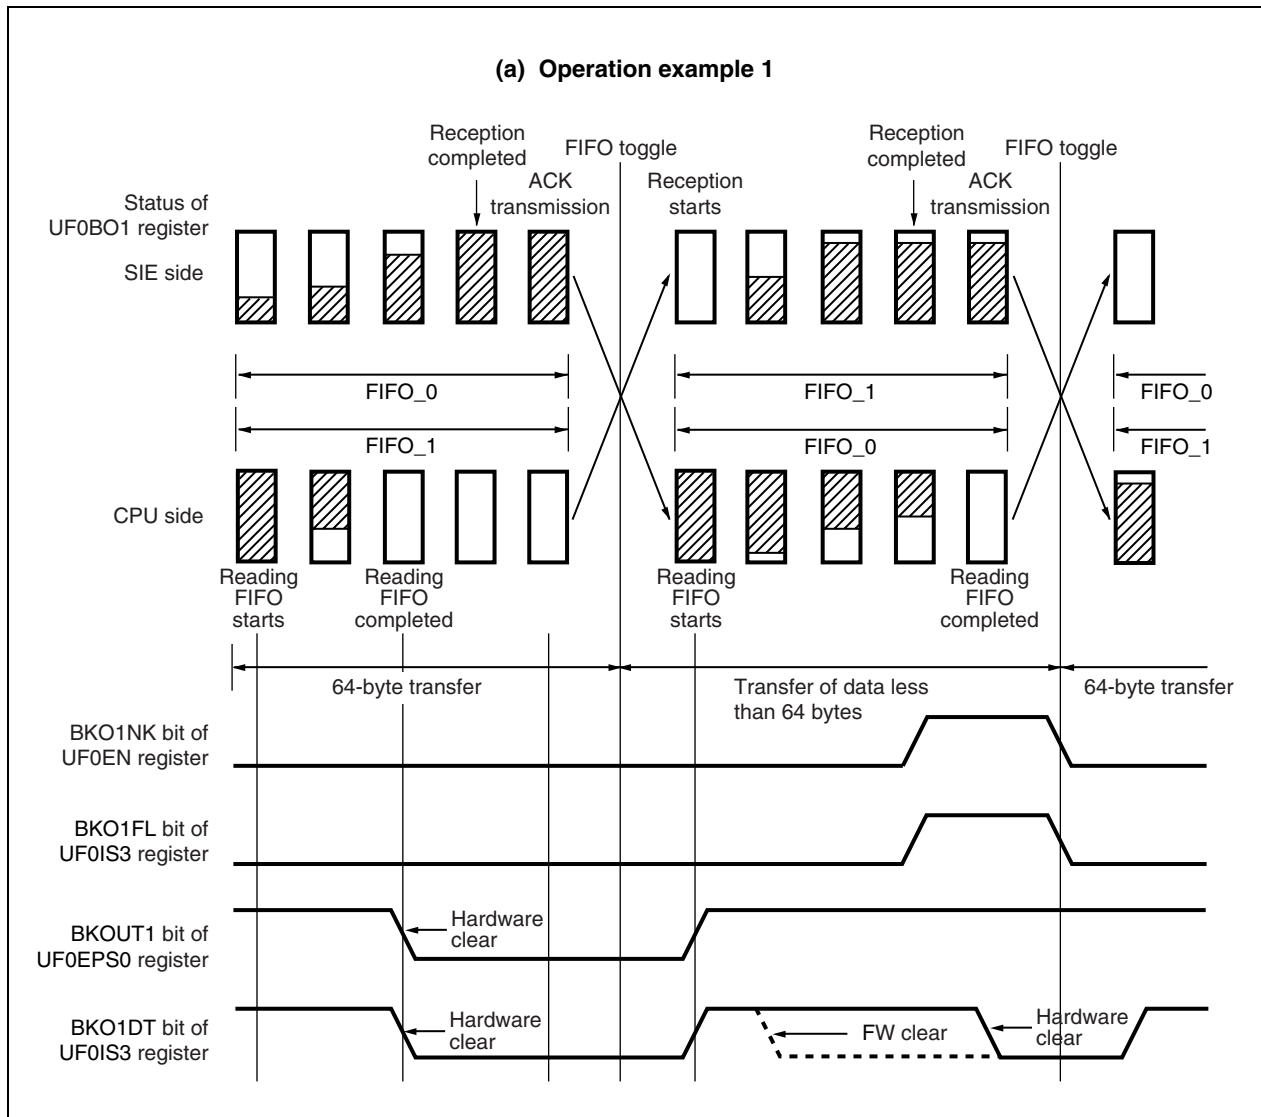 (a) Operation example 1
Reception
completed
FIFO toggle
Reception
completed
FIFO toggle
ACK
transmission
Reception
starts
ACK
transmission
Status of
UF0BO1 register
SIE side
FIFO_0
FIFO_1
FIFO_0
FIFO_1
FIFO_0
FIFO_1
CPU side
Reading
FIFO
starts
Reading
FIFO
completed
Reading
FIFO
starts
Reading
FIFO
completed
64-byte transfer
Transfer of data less
than 64 bytes
64-byte transfer
BKO1NK bit of
UF0EN register
BKO1FL bit of
UF0IS3 register
BKOUT1 bit of
UF0EPS0 register
Hardware
clear
BKO1DT bit of
UF0IS3 register
Hardware
clear
FW clear
Hardware
clear